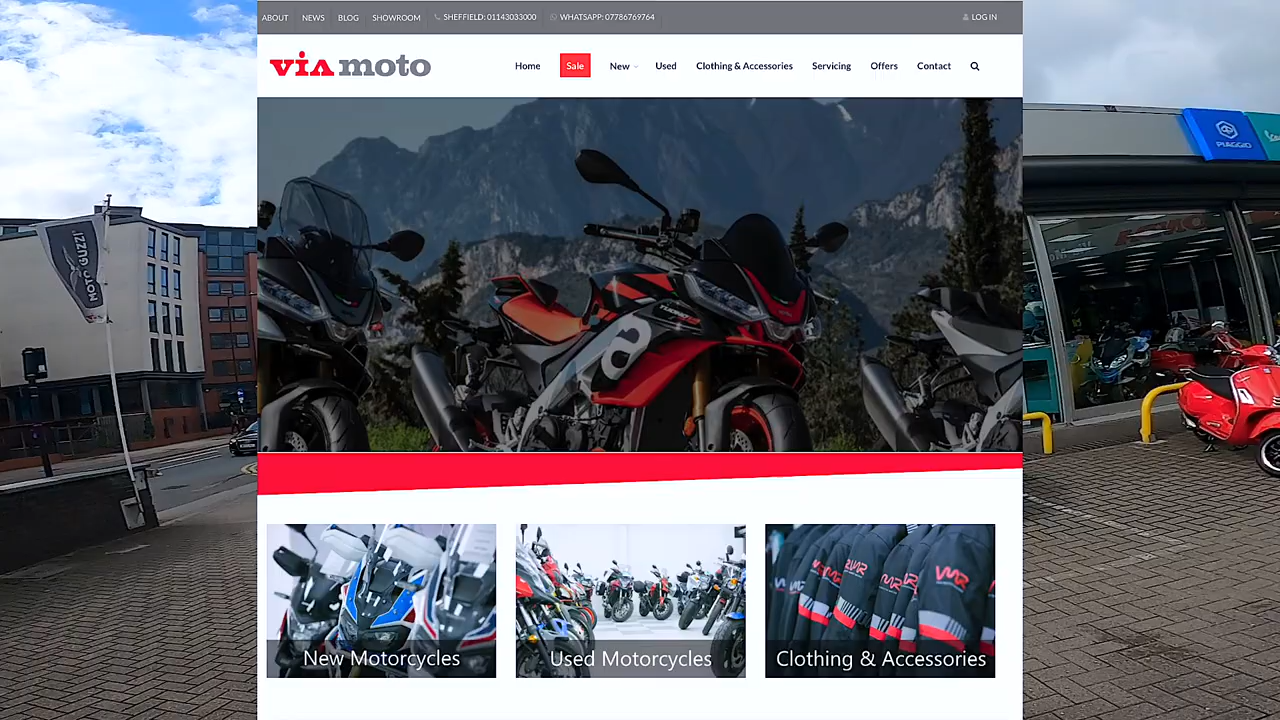 ABOUT NEWS BLOG SHOWROOM SHEFFIELD: 01143033000 WHATSAPP: 07786769764 LOG IN
via moto
Home Sale New Used Clothing & Accessories Servicing Offers Contact
MOTO GUZZI
PIAGGIO
a
New Motorcycles
Used Motorcycles
Clothing & Accessories